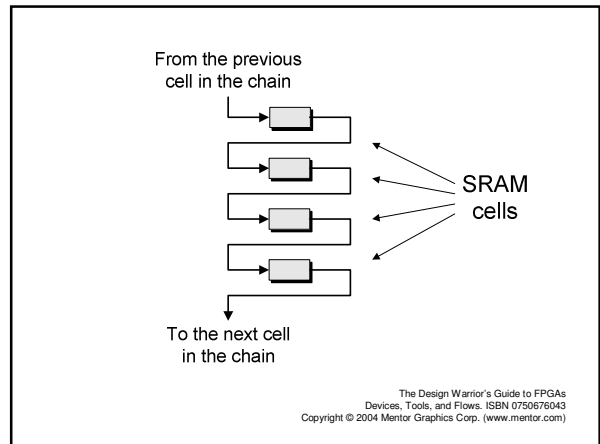 From the previous
cell in the chain
SRAM
cells
To the next cell
in the chain
The Design Warrior's Guide to FPGAs
Devices, Tools, and Flows. ISBN 0750676043
Copyright © 2004 Mentor Graphics Corp. (www.mentor.com)